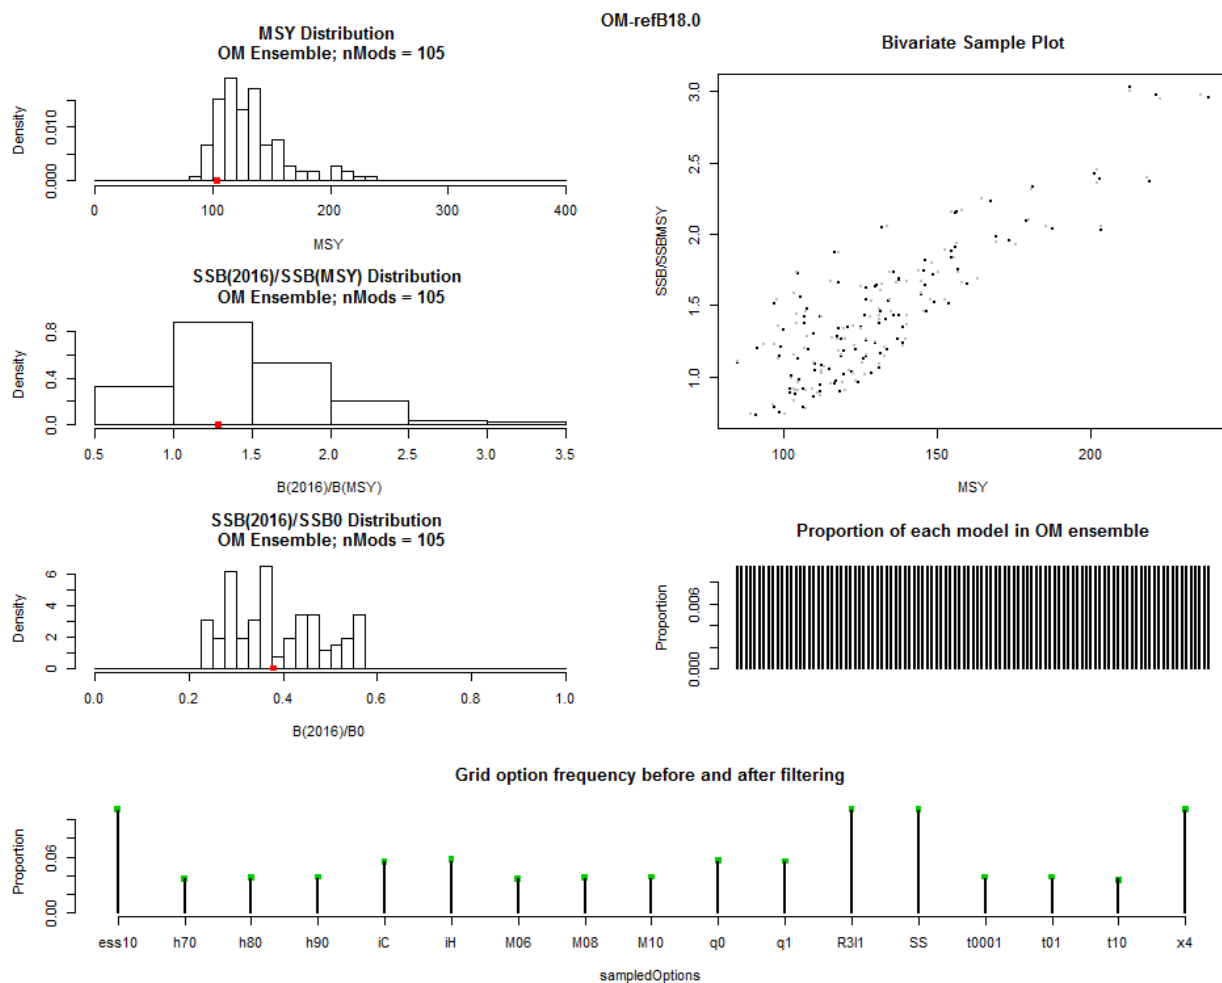 OM-refB18.0
MSY Distribution
OM Ensemble; nMods = 105
Density
0.000
0.010
0
100
200
300
400
MSY
SSB(2016)/SSB(MSY) Distribution
OM Ensemble; nMods = 105
Density
0.0
0.4
0.8
0.5
1.0
1.5
2.0
2.5
3.0
3.5
B(2016)/B(MSY)
SSB(2016)/SSB0 Distribution
OM Ensemble; nMods = 105
Density
0
2
4
6
0.0
0.2
0.4
0.6
0.8
1.0
B(2016)/B0
Bivariate Sample Plot
SSB/SSBMSY
1.0
1.5
2.0
2.5
3.0
100
150
200
MSY
Proportion of each model in OM ensemble
Proportion
0.000
0.006
Grid option frequency before and after filtering
Proportion
0.00
0.06
ess10
h70
h80
h90
iC
iH
M06
M08
M10
q0
q1
R3l1
SS
t0001
t01
t10
x4
sampledOptions